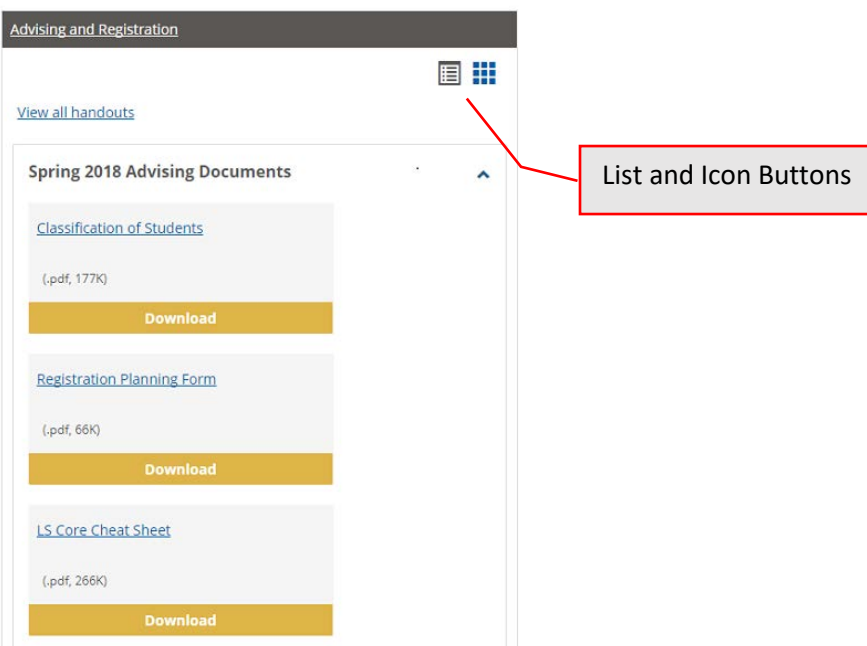 Advising and Registration
View all handouts
List and Icon Buttons
Spring 2018 Advising Documents
Classification of Students
(.pdf, 177K)
Download
Registration Planning Form
(.pdf, 66K)
Download
LS Core Cheat Sheet
(.pdf, 266K)
Download